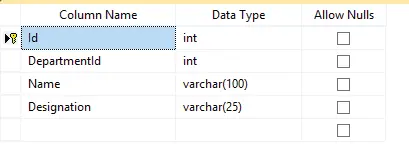 Column Name Data Type Allow Nulls
Id int
DepartmentId int
Name varchar(100)
Designation varchar(25)